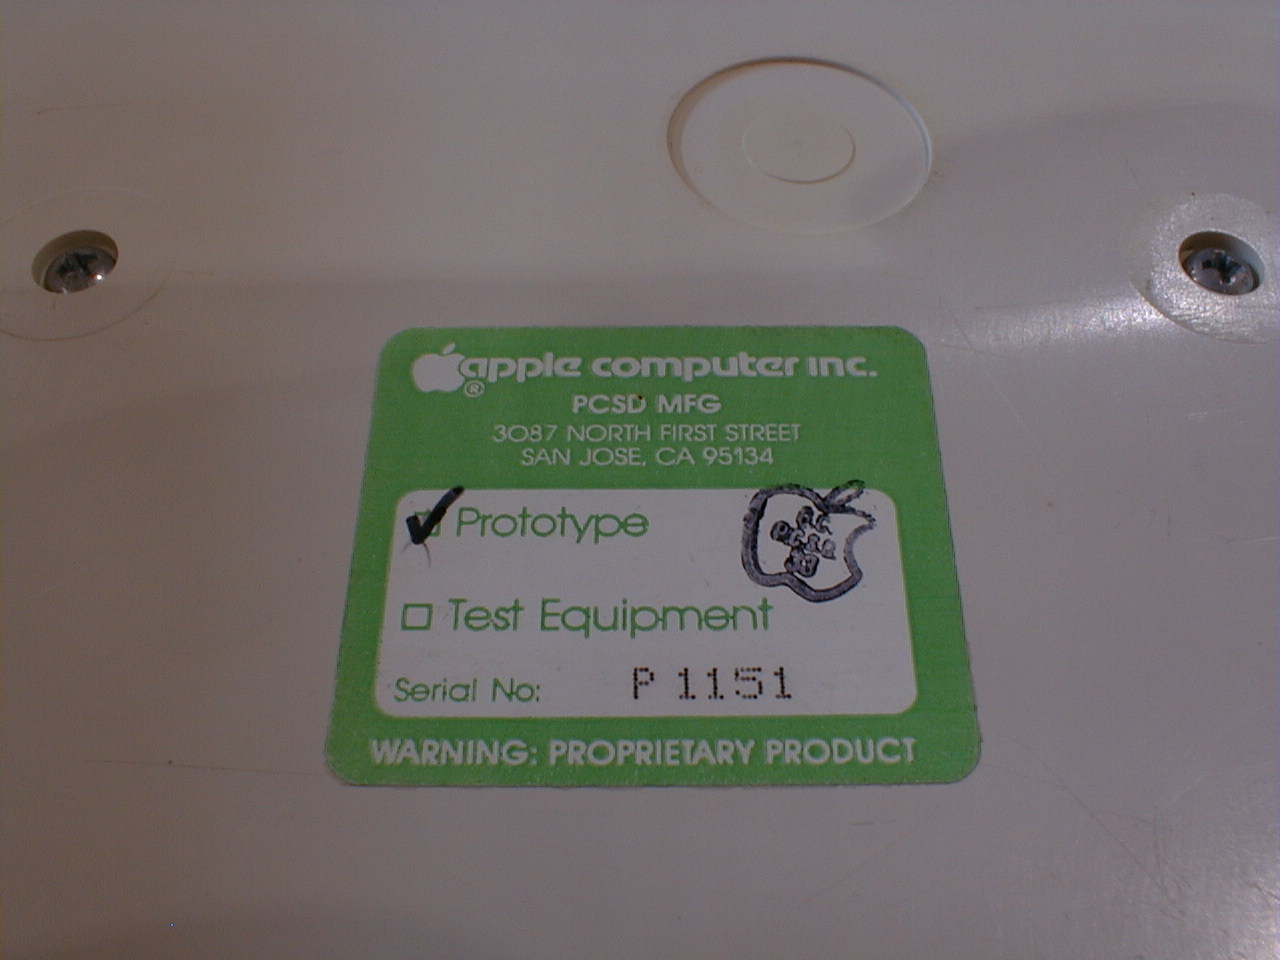 apple computer inc.
®
PCSD MFG
3087 NORTH FIRST STREET
SAN JOSE, CA 95134
Prototype
Test Equipment
Serial No: P 1151
WARNING: PROPRIETARY PRODUCT